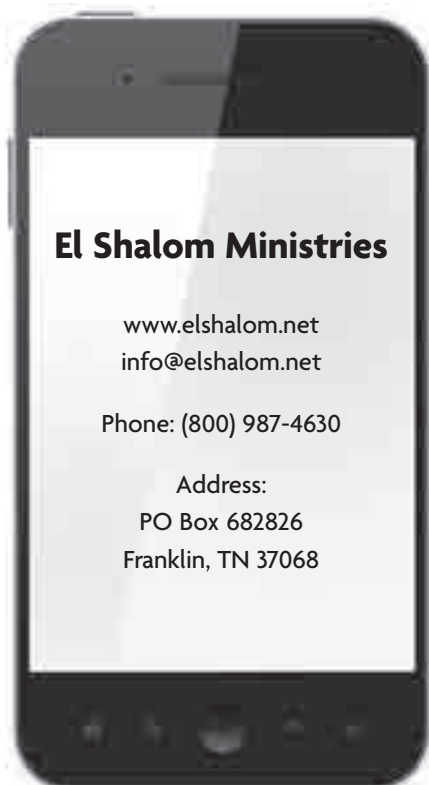 El Shalom Ministries
www.elshalom.net
info@elshalom.net
Phone: (800) 987-4630
Address:
PO Box 682826
Franklin, TN 37068